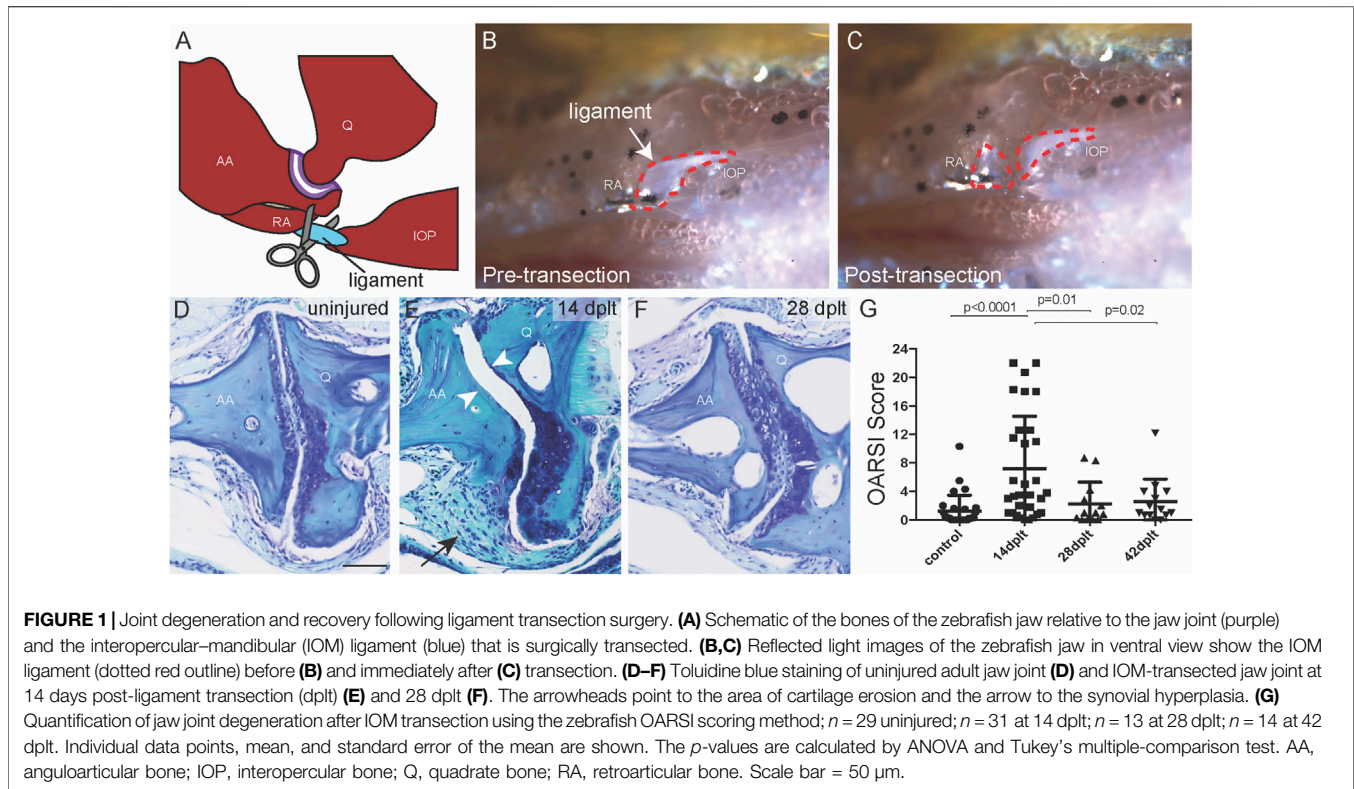 A
Q
AA
RA
IOP
ligament
B
ligament
RA
IOP
Pre-transection
C
RA
IOP
Post-transection
D
uninjured
AA
Q
E
14 dplt
Q
AA
F
28 dplt
Q
AA
G
p<0.0001
p=0.01
p=0.02
OARSI Score
24
20
16
12
8
4
0
control
14dplt
28dplt
42dplt
FIGURE 1 | Joint degeneration and recovery following ligament transection surgery. (A) Schematic of the bones of the zebrafish jaw relative to the jaw joint (purple)
and the interopercular–mandibular (IOM) ligament (blue) that is surgically transected. (B,C) Reflected light images of the zebrafish jaw in ventral view show the IOM
ligament (dotted red outline) before (B) and immediately after (C) transection. (D–F) Toluidine blue staining of uninjured adult jaw joint (D) and IOM-transected jaw joint at
14 days post-ligament transection (dplt) (E) and 28 dplt (F). The arrowheads point to the area of cartilage erosion and the arrow to the synovial hyperplasia. (G)
Quantification of jaw joint degeneration after IOM transection using the zebrafish OARSI scoring method; n = 29 uninjured; n = 31 at 14 dplt; n = 13 at 28 dplt; n = 14 at 42
dplt. Individual data points, mean, and standard error of the mean are shown. The p-values are calculated by ANOVA and Tukey's multiple-comparison test. AA,
anguloarticular bone; IOP, interopercular bone; Q, quadrate bone; RA, retroarticular bone. Scale bar = 50 µm.